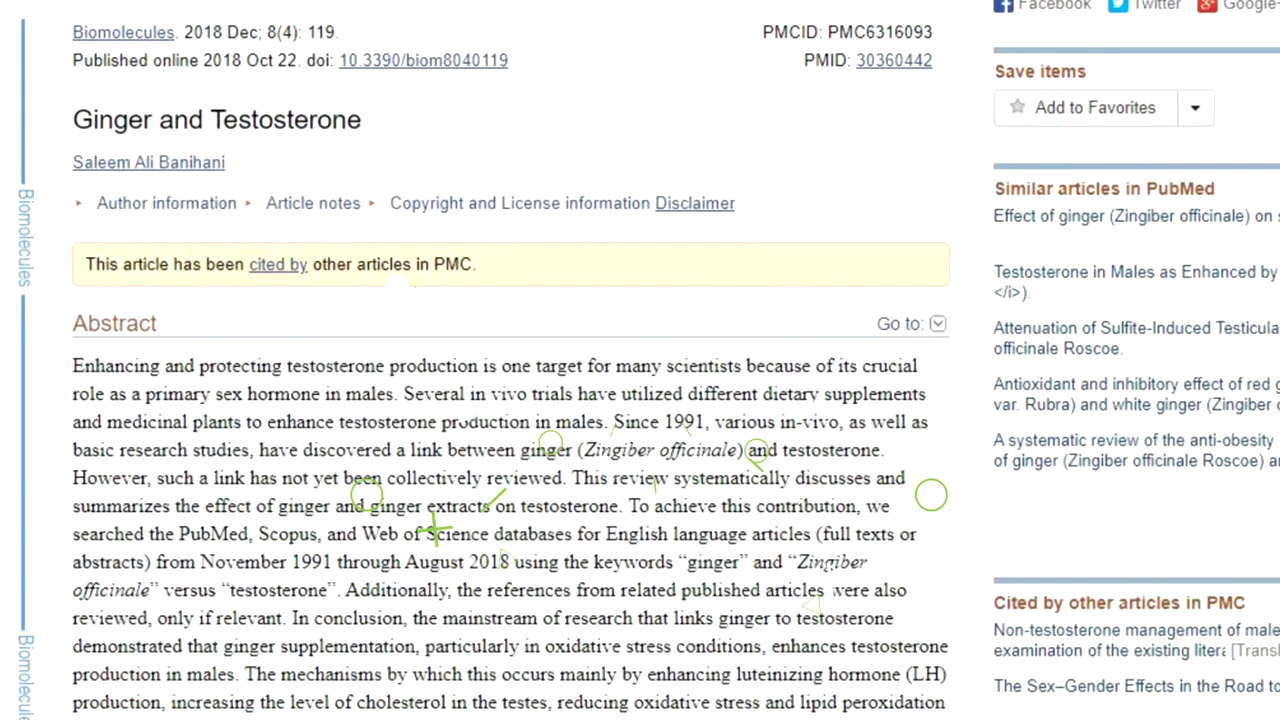 Facebook Twitter Google-
Biomolecules. 2018 Dec; 8(4): 119.
PMCID: PMC6316093
Published online 2018 Oct 22. doi: 10.3390/biom8040119
PMID: 30360442
Ginger and Testosterone
Saleem Ali Banihani
Author information Article notes Copyright and License information Disclaimer
This article has been cited by other articles in PMC.
Abstract
Go to:
Enhancing and protecting testosterone production is one target for many scientists because of its crucial
role as a primary sex hormone in males. Several in vivo trials have utilized different dietary supplements
and medicinal plants to enhance testosterone production in males. Since 1991, various in-vivo, as well as
basic research studies, have discovered a link between ginger (Zingiber officinale) and testosterone.
However, such a link has not yet been collectively reviewed. This review systematically discusses and
summarizes the effect of ginger and ginger extracts on testosterone. To achieve this contribution, we
searched the PubMed, Scopus, and Web of Science databases for English language articles (full texts or
abstracts) from November 1991 through August 2018 using the keywords “ginger” and “Zingiber
officinale” versus “testosterone”. Additionally, the references from related published articles were also
reviewed, only if relevant. In conclusion, the mainstream of research that links ginger to testosterone
demonstrated that ginger supplementation, particularly in oxidative stress conditions, enhances testosterone
production in males. The mechanisms by which this occurs mainly by enhancing luteinizing hormone (LH)
production, increasing the level of cholesterol in the testes, reducing oxidative stress and lipid peroxidation
Biomolecules
Biomolecule
Save items
Add to Favorites
Similar articles in PubMed
Effect of ginger (Zingiber officinale) on
Testosterone in Males as Enhanced by
</i>).
Attenuation of Sulfite-Induced Testicula
officinale Roscoe.
Antioxidant and inhibitory effect of red g
var. Rubra) and white ginger (Zingiber
A systematic review of the anti-obesity
of ginger (Zingiber officinale Roscoe) a
Cited by other articles in PMC
Non-testosterone management of male
examination of the existing litera [Transl
The Sex–Gender Effects in the Road to